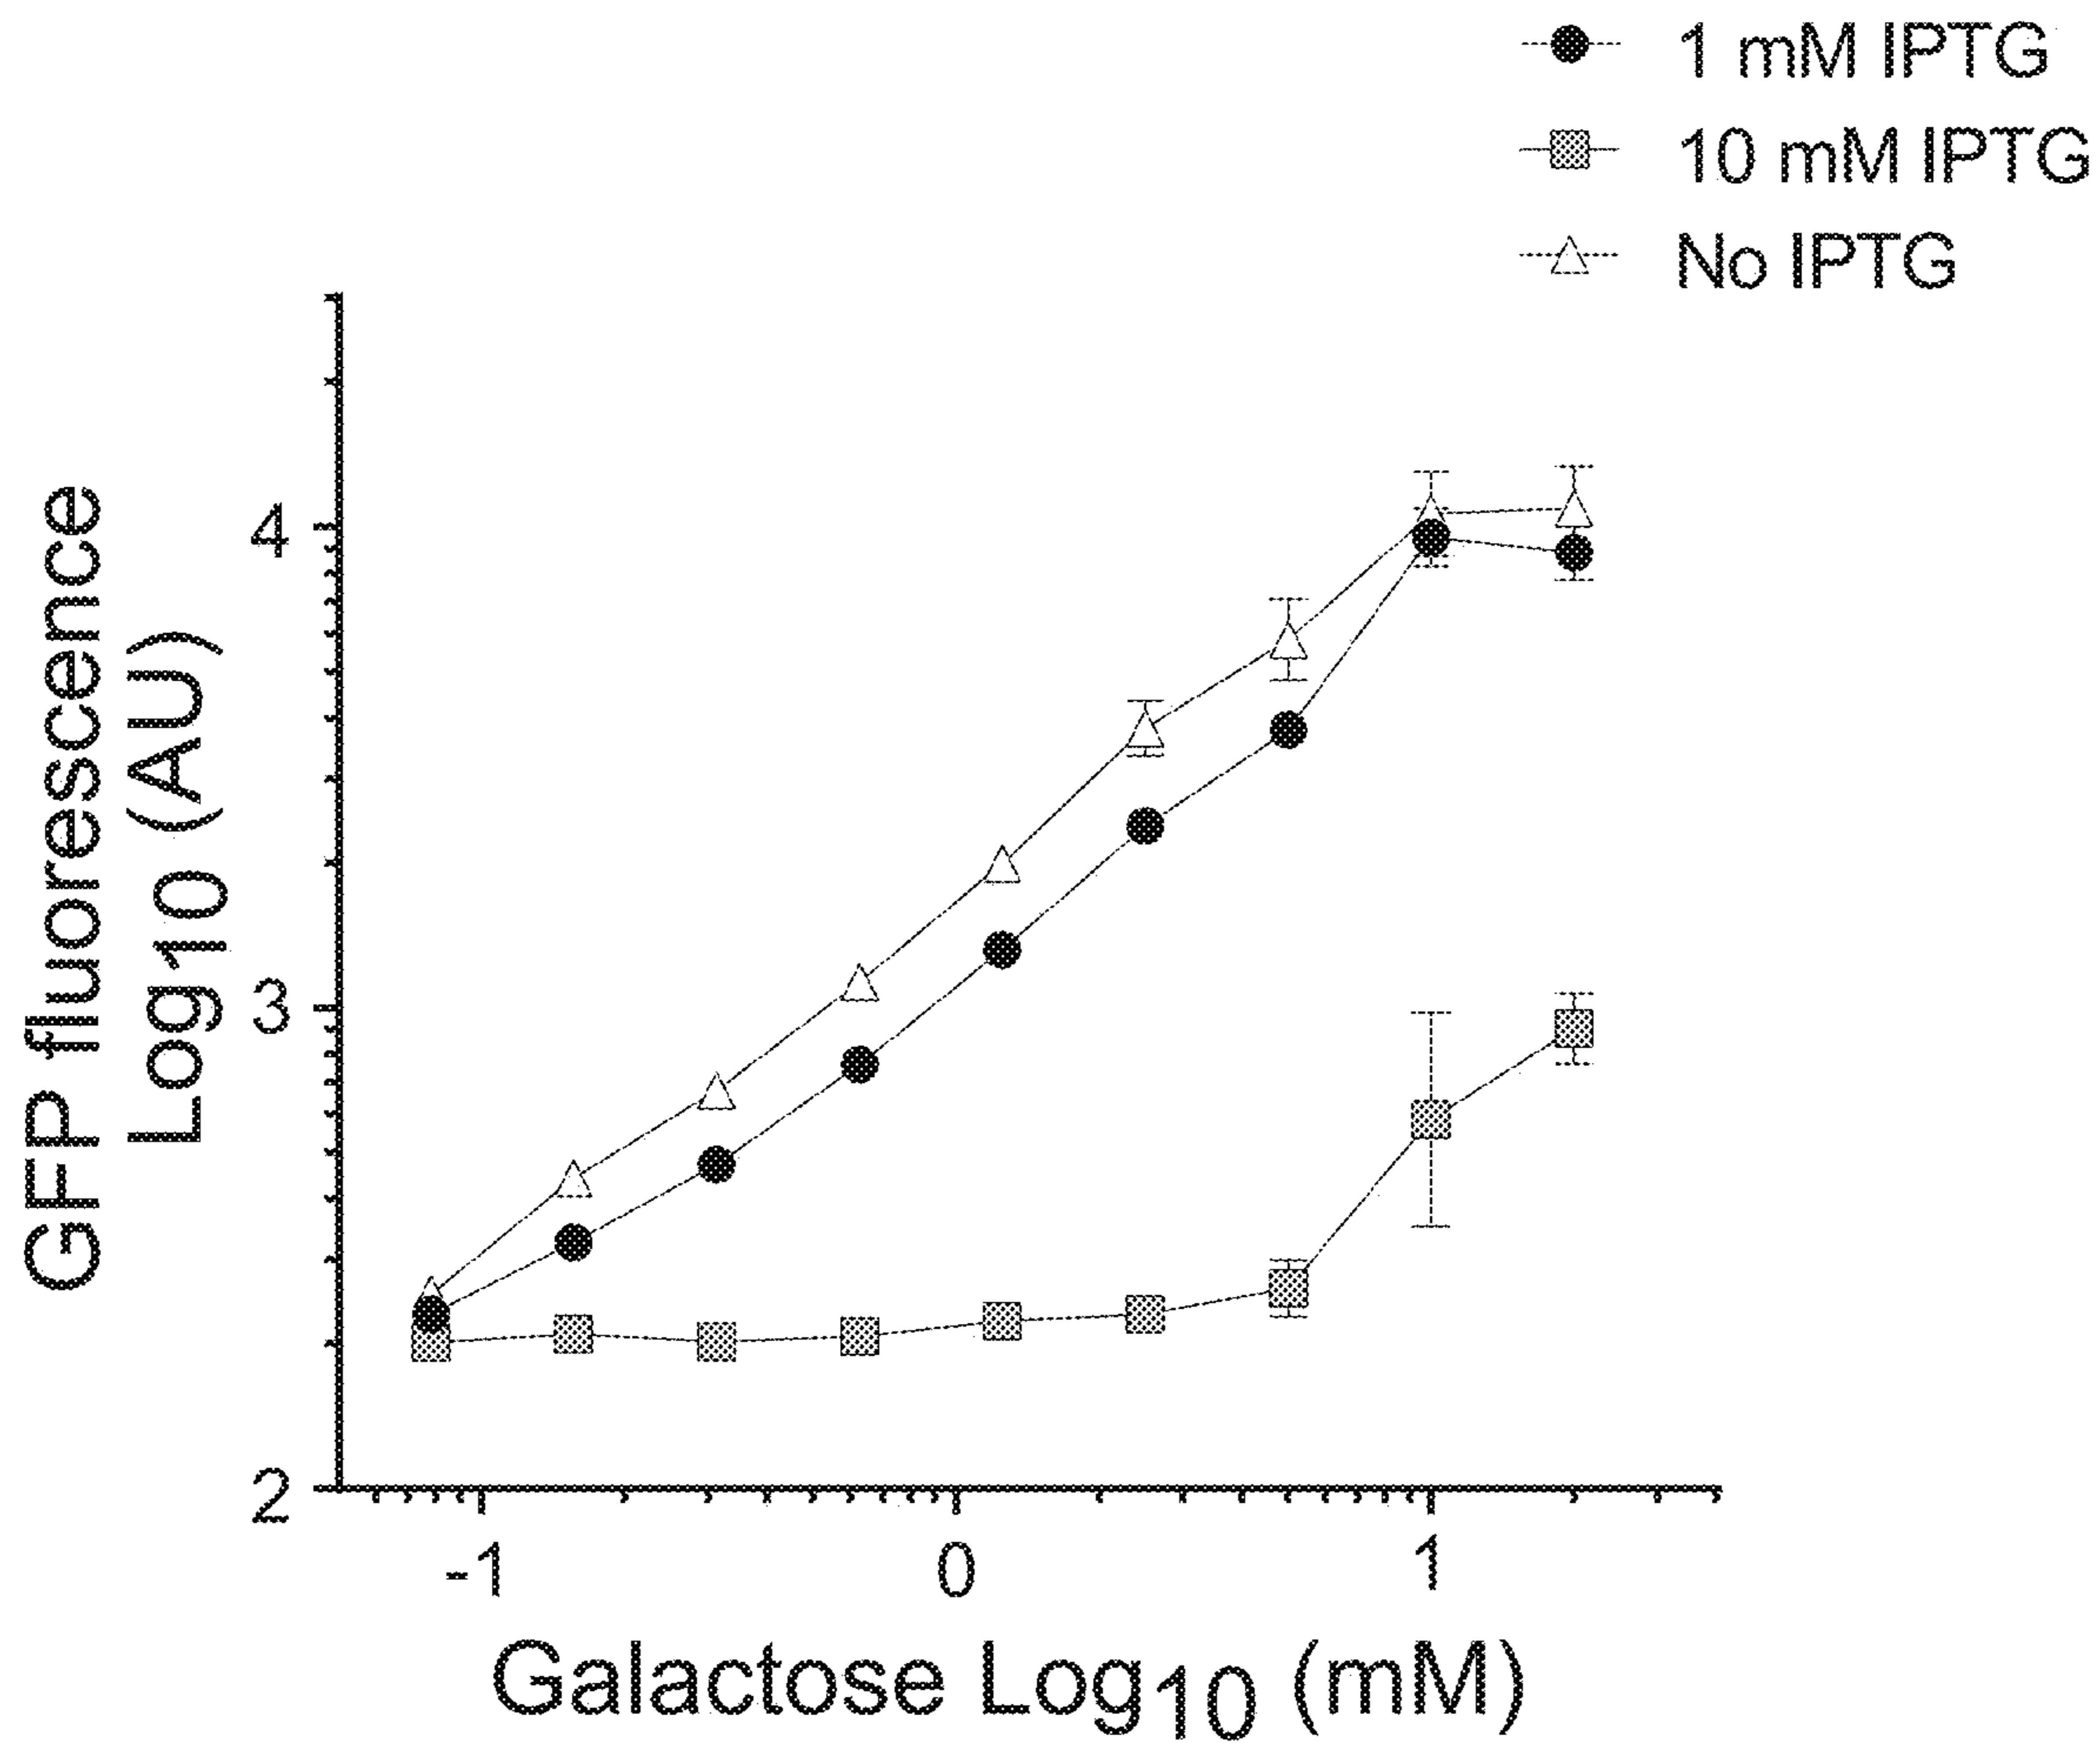 1 mM IPTG
10 mM IPTG
No IPTG
GFP fluorescence
Log10 (AU)
4
3
2
-1
0
1
Galactose Log10 (mM)